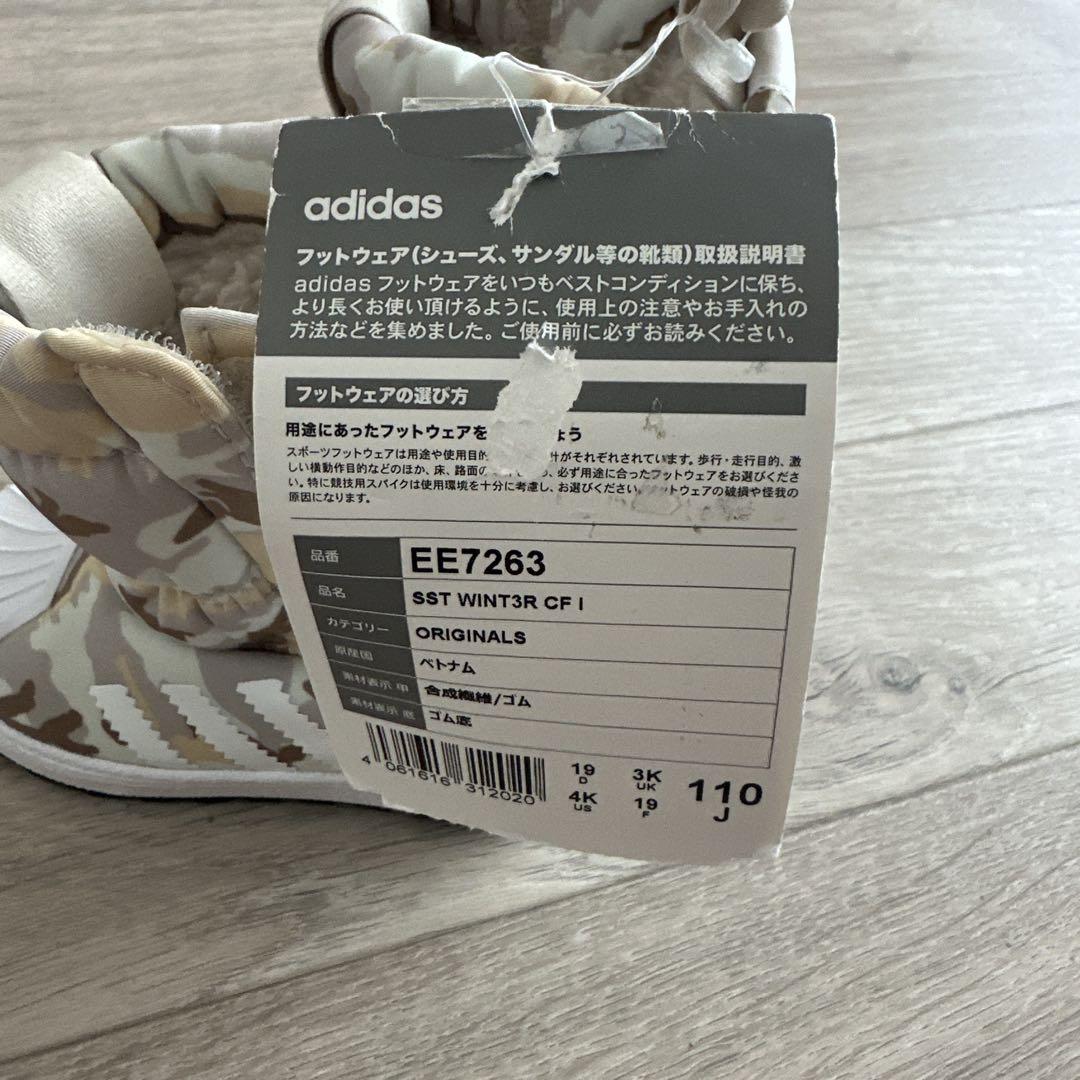 adidas
フットウェア(シューズ、サンダル等の靴類)取扱説明書
adidas フットウェアをいつもベストコンディションに保ち、
より長くお使い頂けるように、使用上の注意やお手入れの
方法などを集めました。ご使用前に必ずお読みください。
フットウェアの選び方
用途にあったフットウェアを ょう
スポーツフットウェアは用途や使用目的 計がそれぞれされています。歩行・走行目的、激
しい横動作目的などのほか、床、路面の 必ず用途に合ったフットウェアをお選びくださ
い。特に競技用スパイクは使用環境を十分に考慮し、お選びください。フットウェアの破損や怪我の
原因になります。
品番 EE7263
品名 SST WINT3R CF I
カテゴリー ORIGINALS
原産国 ベトナム
素材表示 甲 合成繊維/ゴム
素材表示 底 ゴム底
4 061616 312020
19 D 3K UK
4K US 19 F
110 J